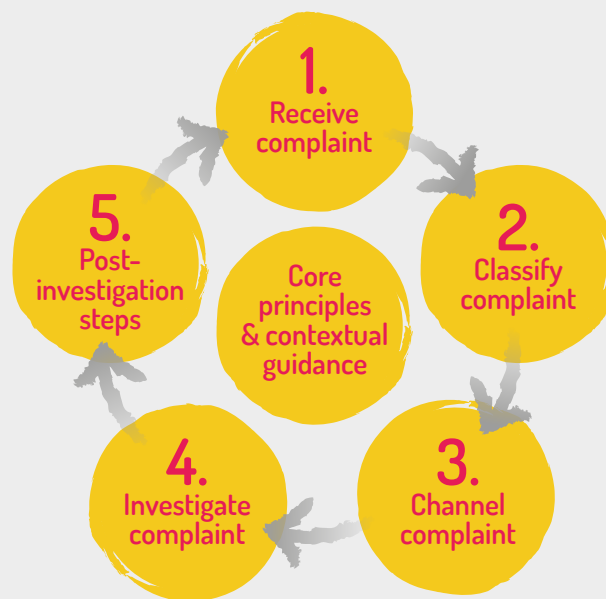 1.
Receive
complaint
2.
Classify
complaint
3.
Channel
complaint
4.
Investigate
complaint
5.
Post-
investigation
steps
Core
principles
& contextual
guidance